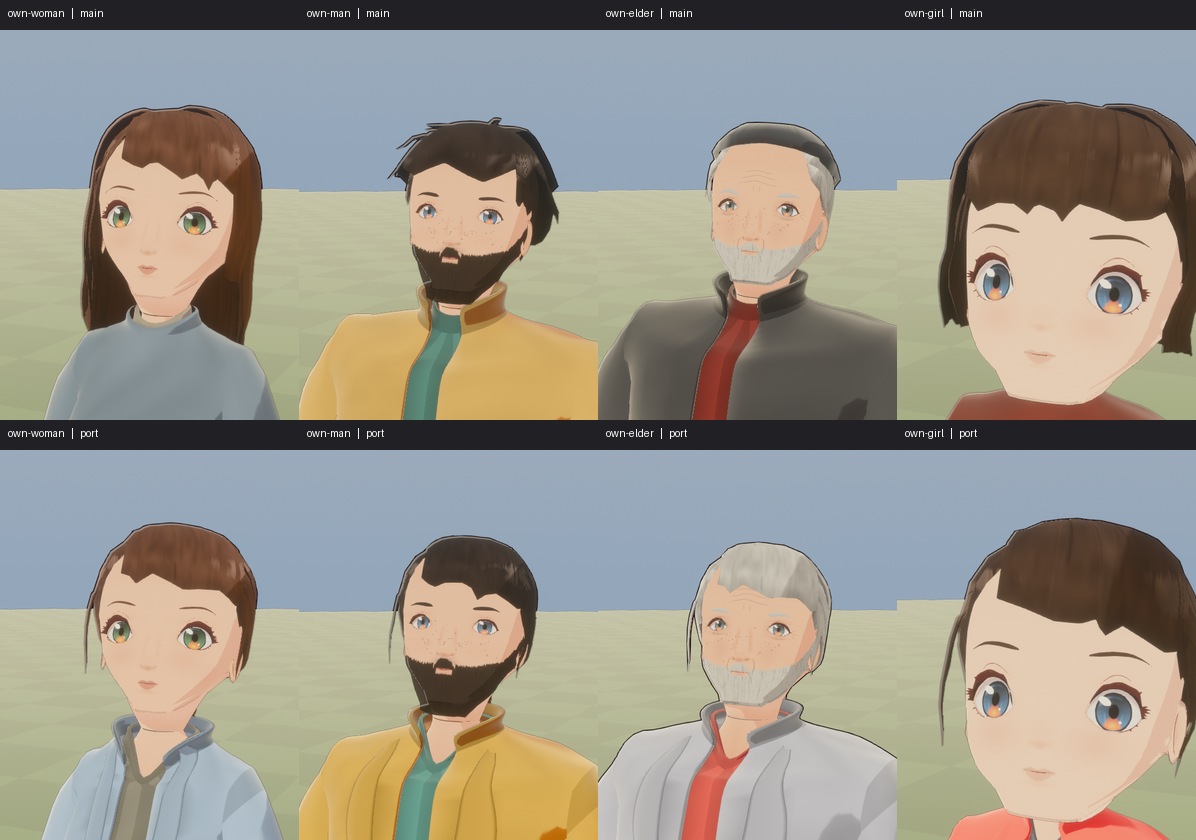 own-woman | main
own-man | main
own-elder | main
own-girl | main
own-woman | port
own-man | port
own-elder | port
own-girl | port